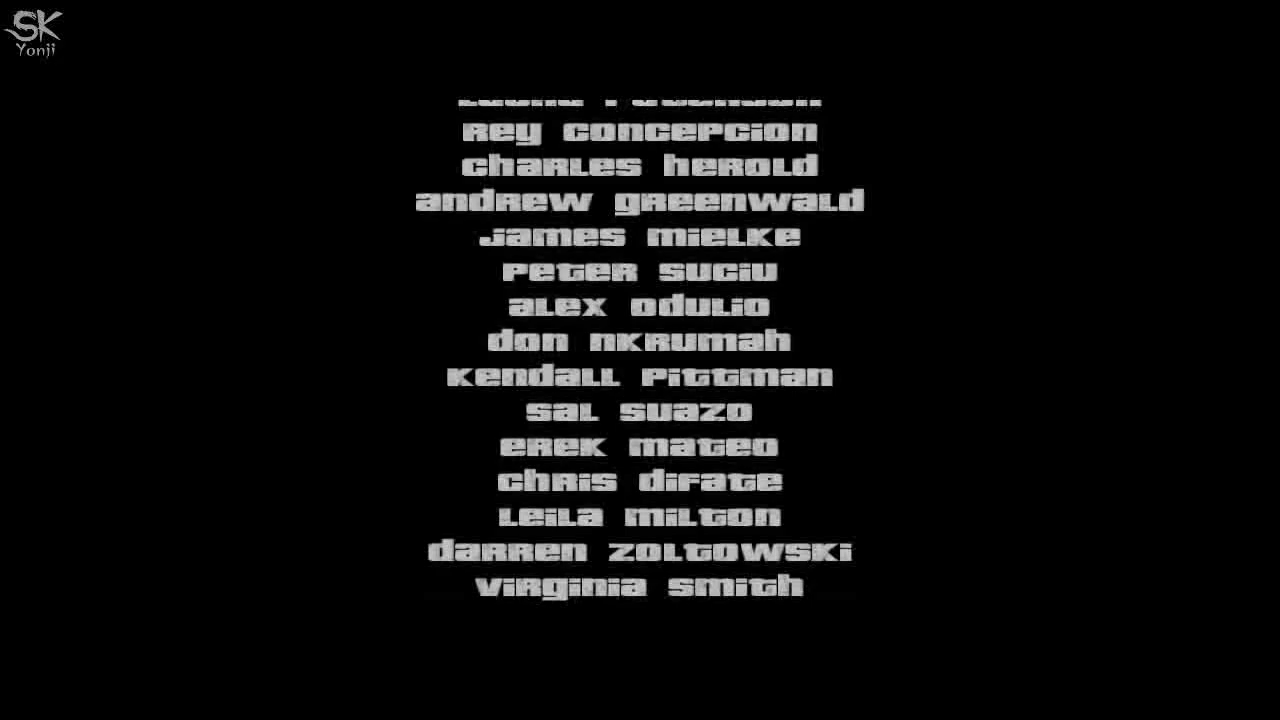 SK
Yonji
Rey Concepcion
Charles Herold
Andrew Greenwald
James Mielke
Peter Suciu
Alex Odulio
Don Nkrumah
Kendall Pittman
Sal Suazo
Erek Mateo
Chris DiFate
Leila Milton
Darren Zoltowski
Virginia Smith